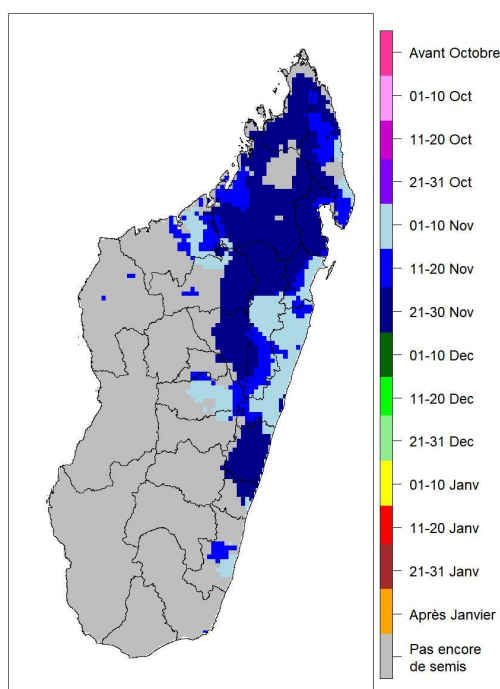 Avant Octobre
01-10 Oct
11-20 Oct
21-31 Oct
01-10 Nov
11-20 Nov
21-30 Nov
01-10 Dec
11-20 Dec
21-31 Dec
01-10 Janv
11-20 Janv
21-31 Janv
Après Janvier
Pas encore
de semis